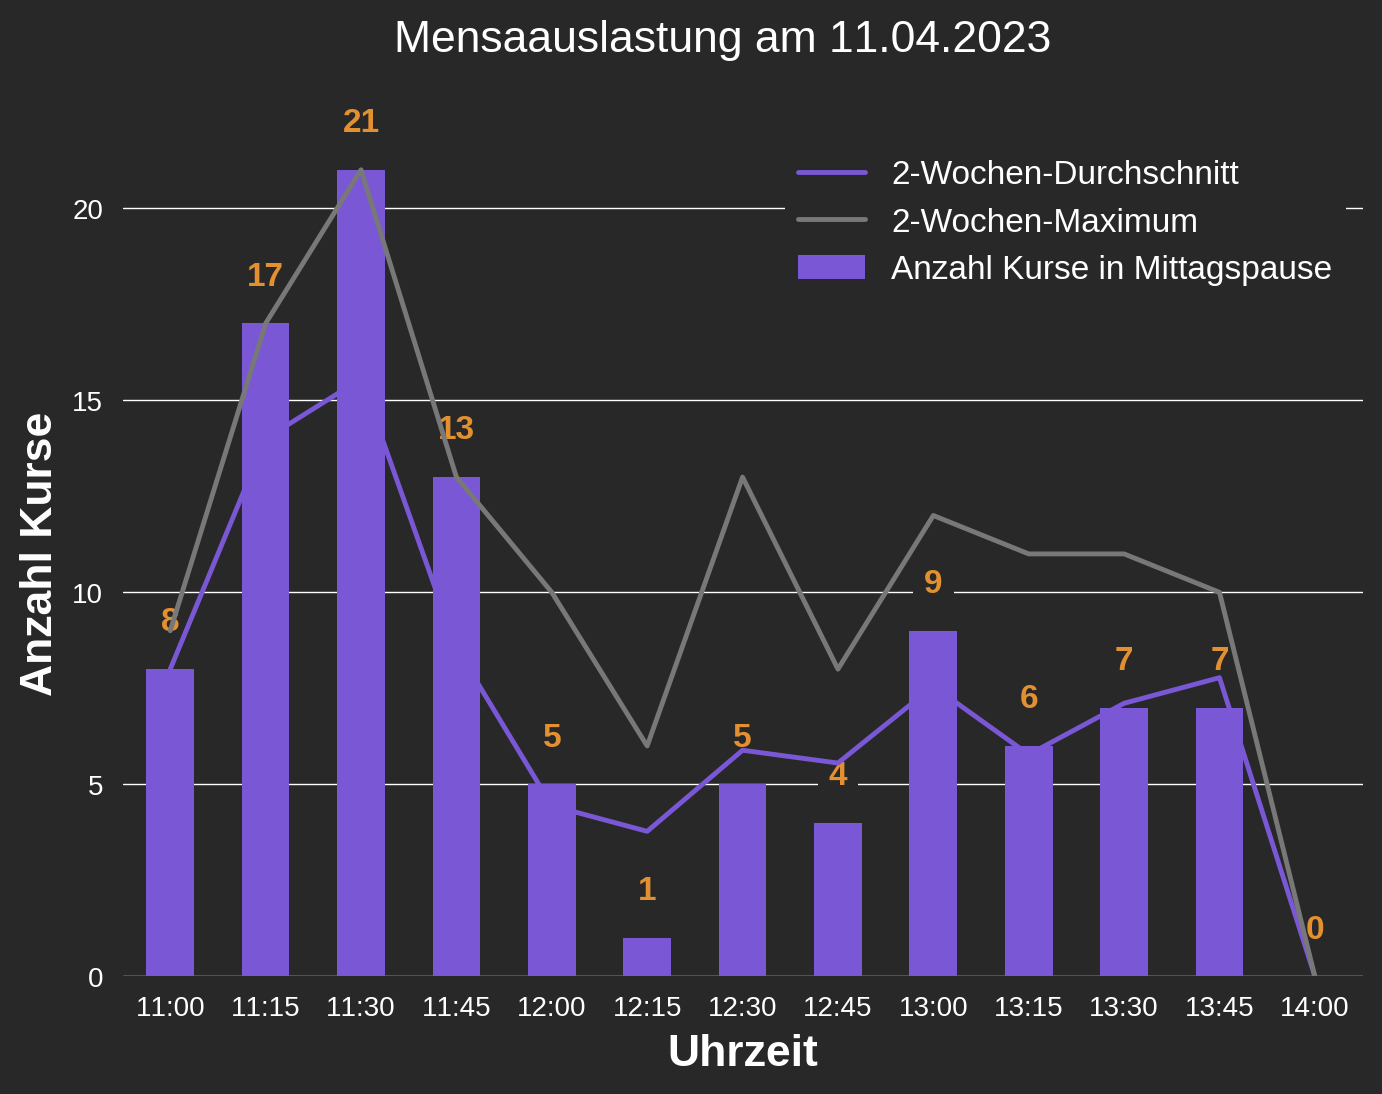 Mensaauslastung am 11.04.2023
2-Wochen-Durchschnitt
2-Wochen-Maximum
Anzahl Kurse in Mittagspause
Anzahl Kurse
20
15
10
5
0
8
17
21
13
5
1
5
4
9
6
7
7
0
11:00 11:15 11:30 11:45 12:00 12:15 12:30 12:45 13:00 13:15 13:30 13:45 14:00
Uhrzeit